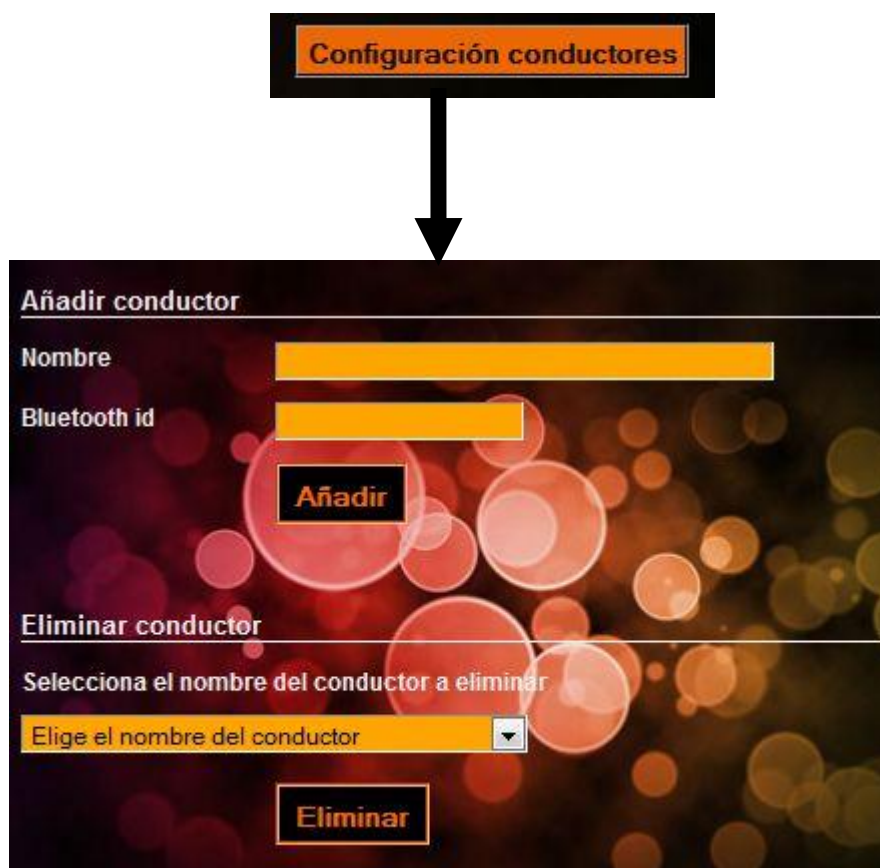 Configuración conductores
Añadir conductor
Nombre
Bluetooth id
Añadir
Eliminar conductor
Selecciona el nombre del conductor a eliminar
Elige el nombre del conductor
Eliminar